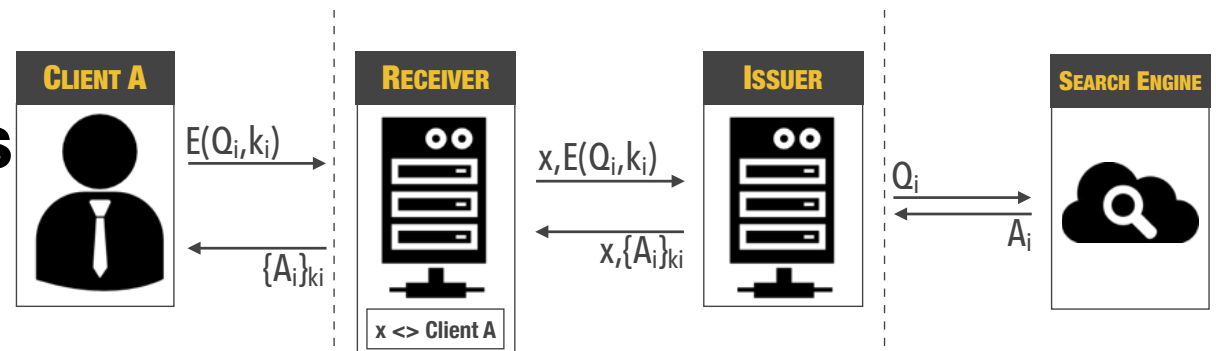 CLIENT A
RECEIVER
ISSUER
SEARCH ENGINE
s
E(Qᵢ,kᵢ)
x,E(Qᵢ,kᵢ)
Qᵢ
Aᵢ
{Aᵢ}ₖᵢ
x,{Aᵢ}ₖᵢ
x <> Client A